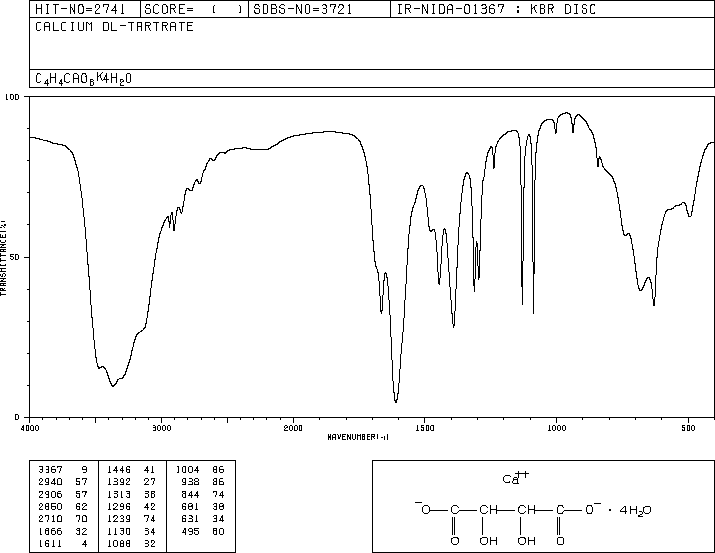 HIT-NO=2741 SCORE= ( ) SDBS-NO=3721 IR-NIDA-01367 : KBR DISC
CALCIUM DL-TARTRATE
C4H4CAO6K4H2O
100
50
0
TRANSMITTANCE(%)
4000 3000 2000 1500 1000 500
WAVENUMBER(-1)
3367 9 1446 41 1004 86
2940 57 1392 27 938 86
2906 57 1313 38 844 74
2860 62 1296 42 681 38
2710 70 1239 74 631 34
1666 32 1130 34 495 60
1611 4 1088 32
Ca++
-O-C-CH-CH-C-O- · 4H2O
O OH OH O